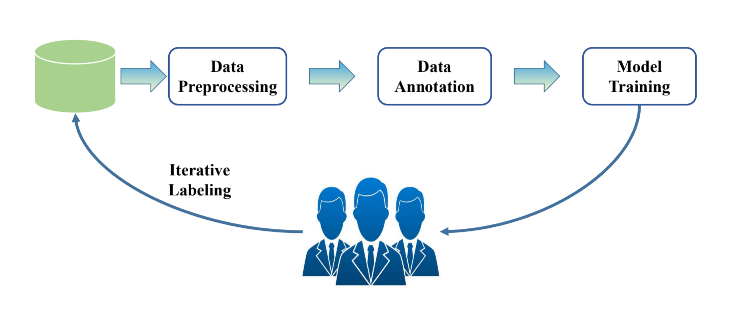 Data
Preprocessing
Data
Annotation
Model
Training
Iterative
Labeling